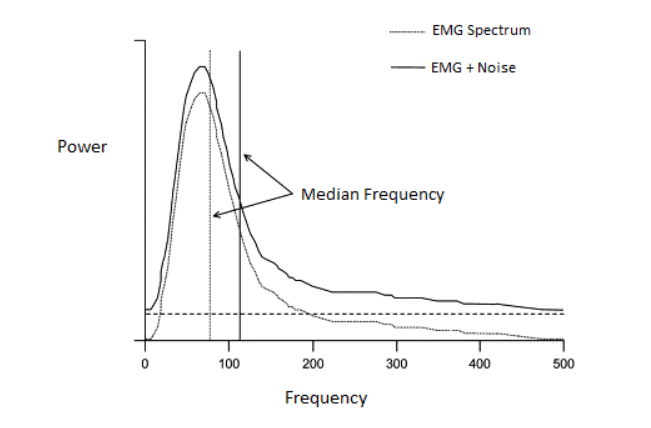 EMG Spectrum
EMG + Noise
Power
Median Frequency
0 100 200 300 400 500
Frequency